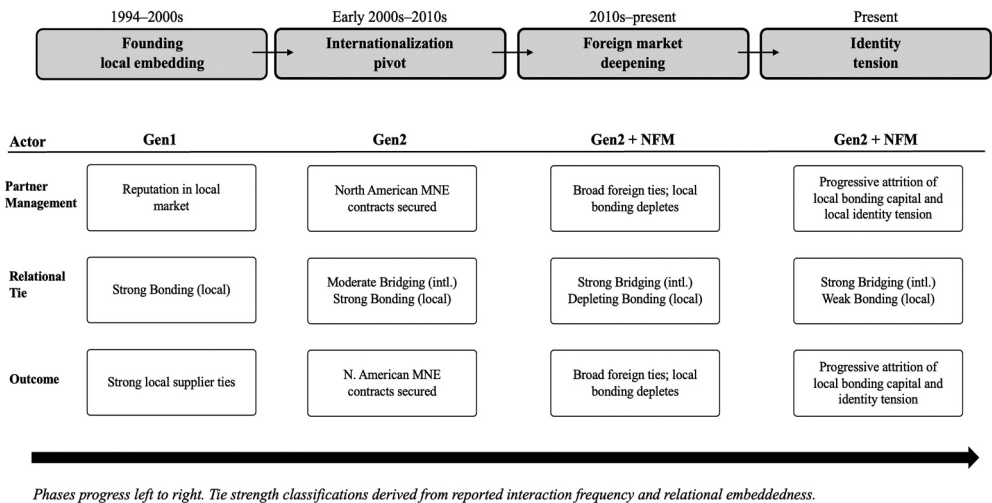 1994–2000s
Early 2000s–2010s
2010s–present
Present
Founding
local embedding
Internationalization
pivot
Foreign market
deepening
Identity
tension
Actor
Gen1
Gen2
Gen2 + NFM
Gen2 + NFM
Partner
Management
Reputation in local
market
North American MNE
contracts secured
Broad foreign ties; local
bonding depletes
Progressive attrition of
local bonding capital and
local identity tension
Relational
Tie
Strong Bonding (local)
Moderate Bridging (intl.)
Strong Bonding (local)
Strong Bridging (intl.)
Depleting Bonding (local)
Strong Bridging (intl.)
Weak Bonding (local)
Outcome
Strong local supplier ties
N. American MNE
contracts secured
Broad foreign ties; local
bonding depletes
Progressive attrition of
local bonding capital and
identity tension
Phases progress left to right. Tie strength classifications derived from reported interaction frequency and relational embeddedness.